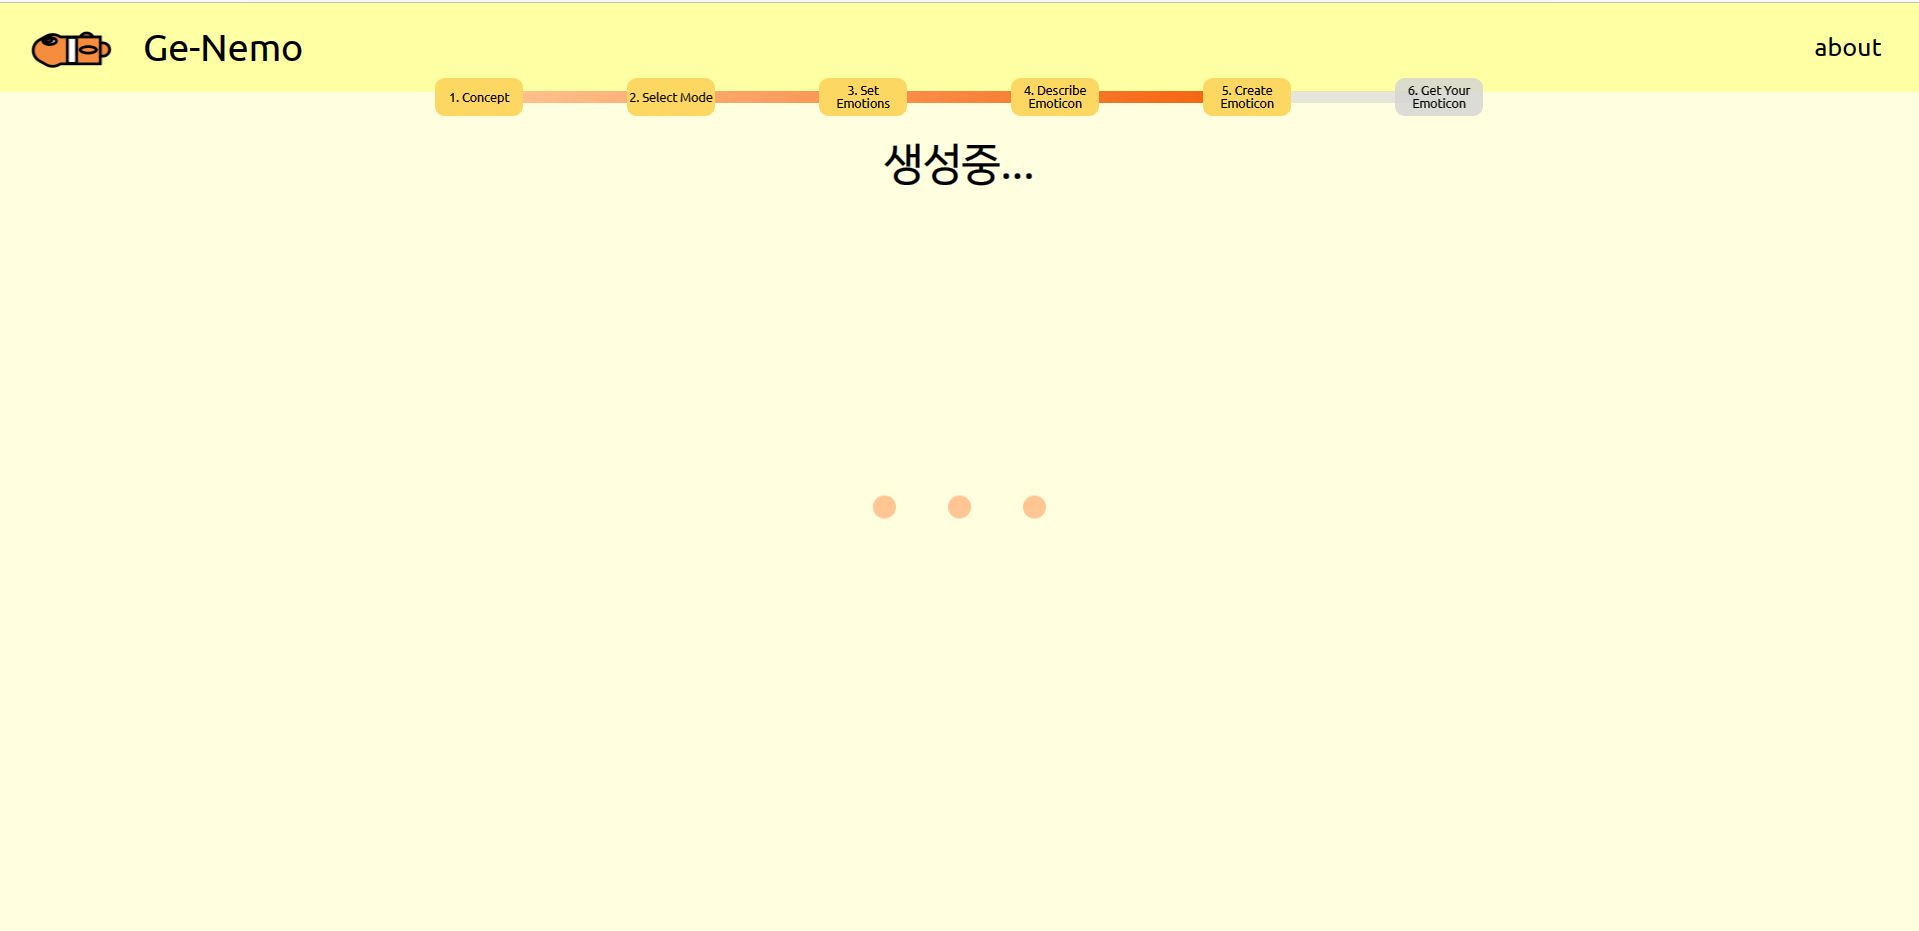 Ge-Nemo
about
1. Concept
2. Select Mode
3. Set
Emotions
4. Describe
Emoticon
5. Create
Emoticon
6. Get Your
Emoticon
생성중...